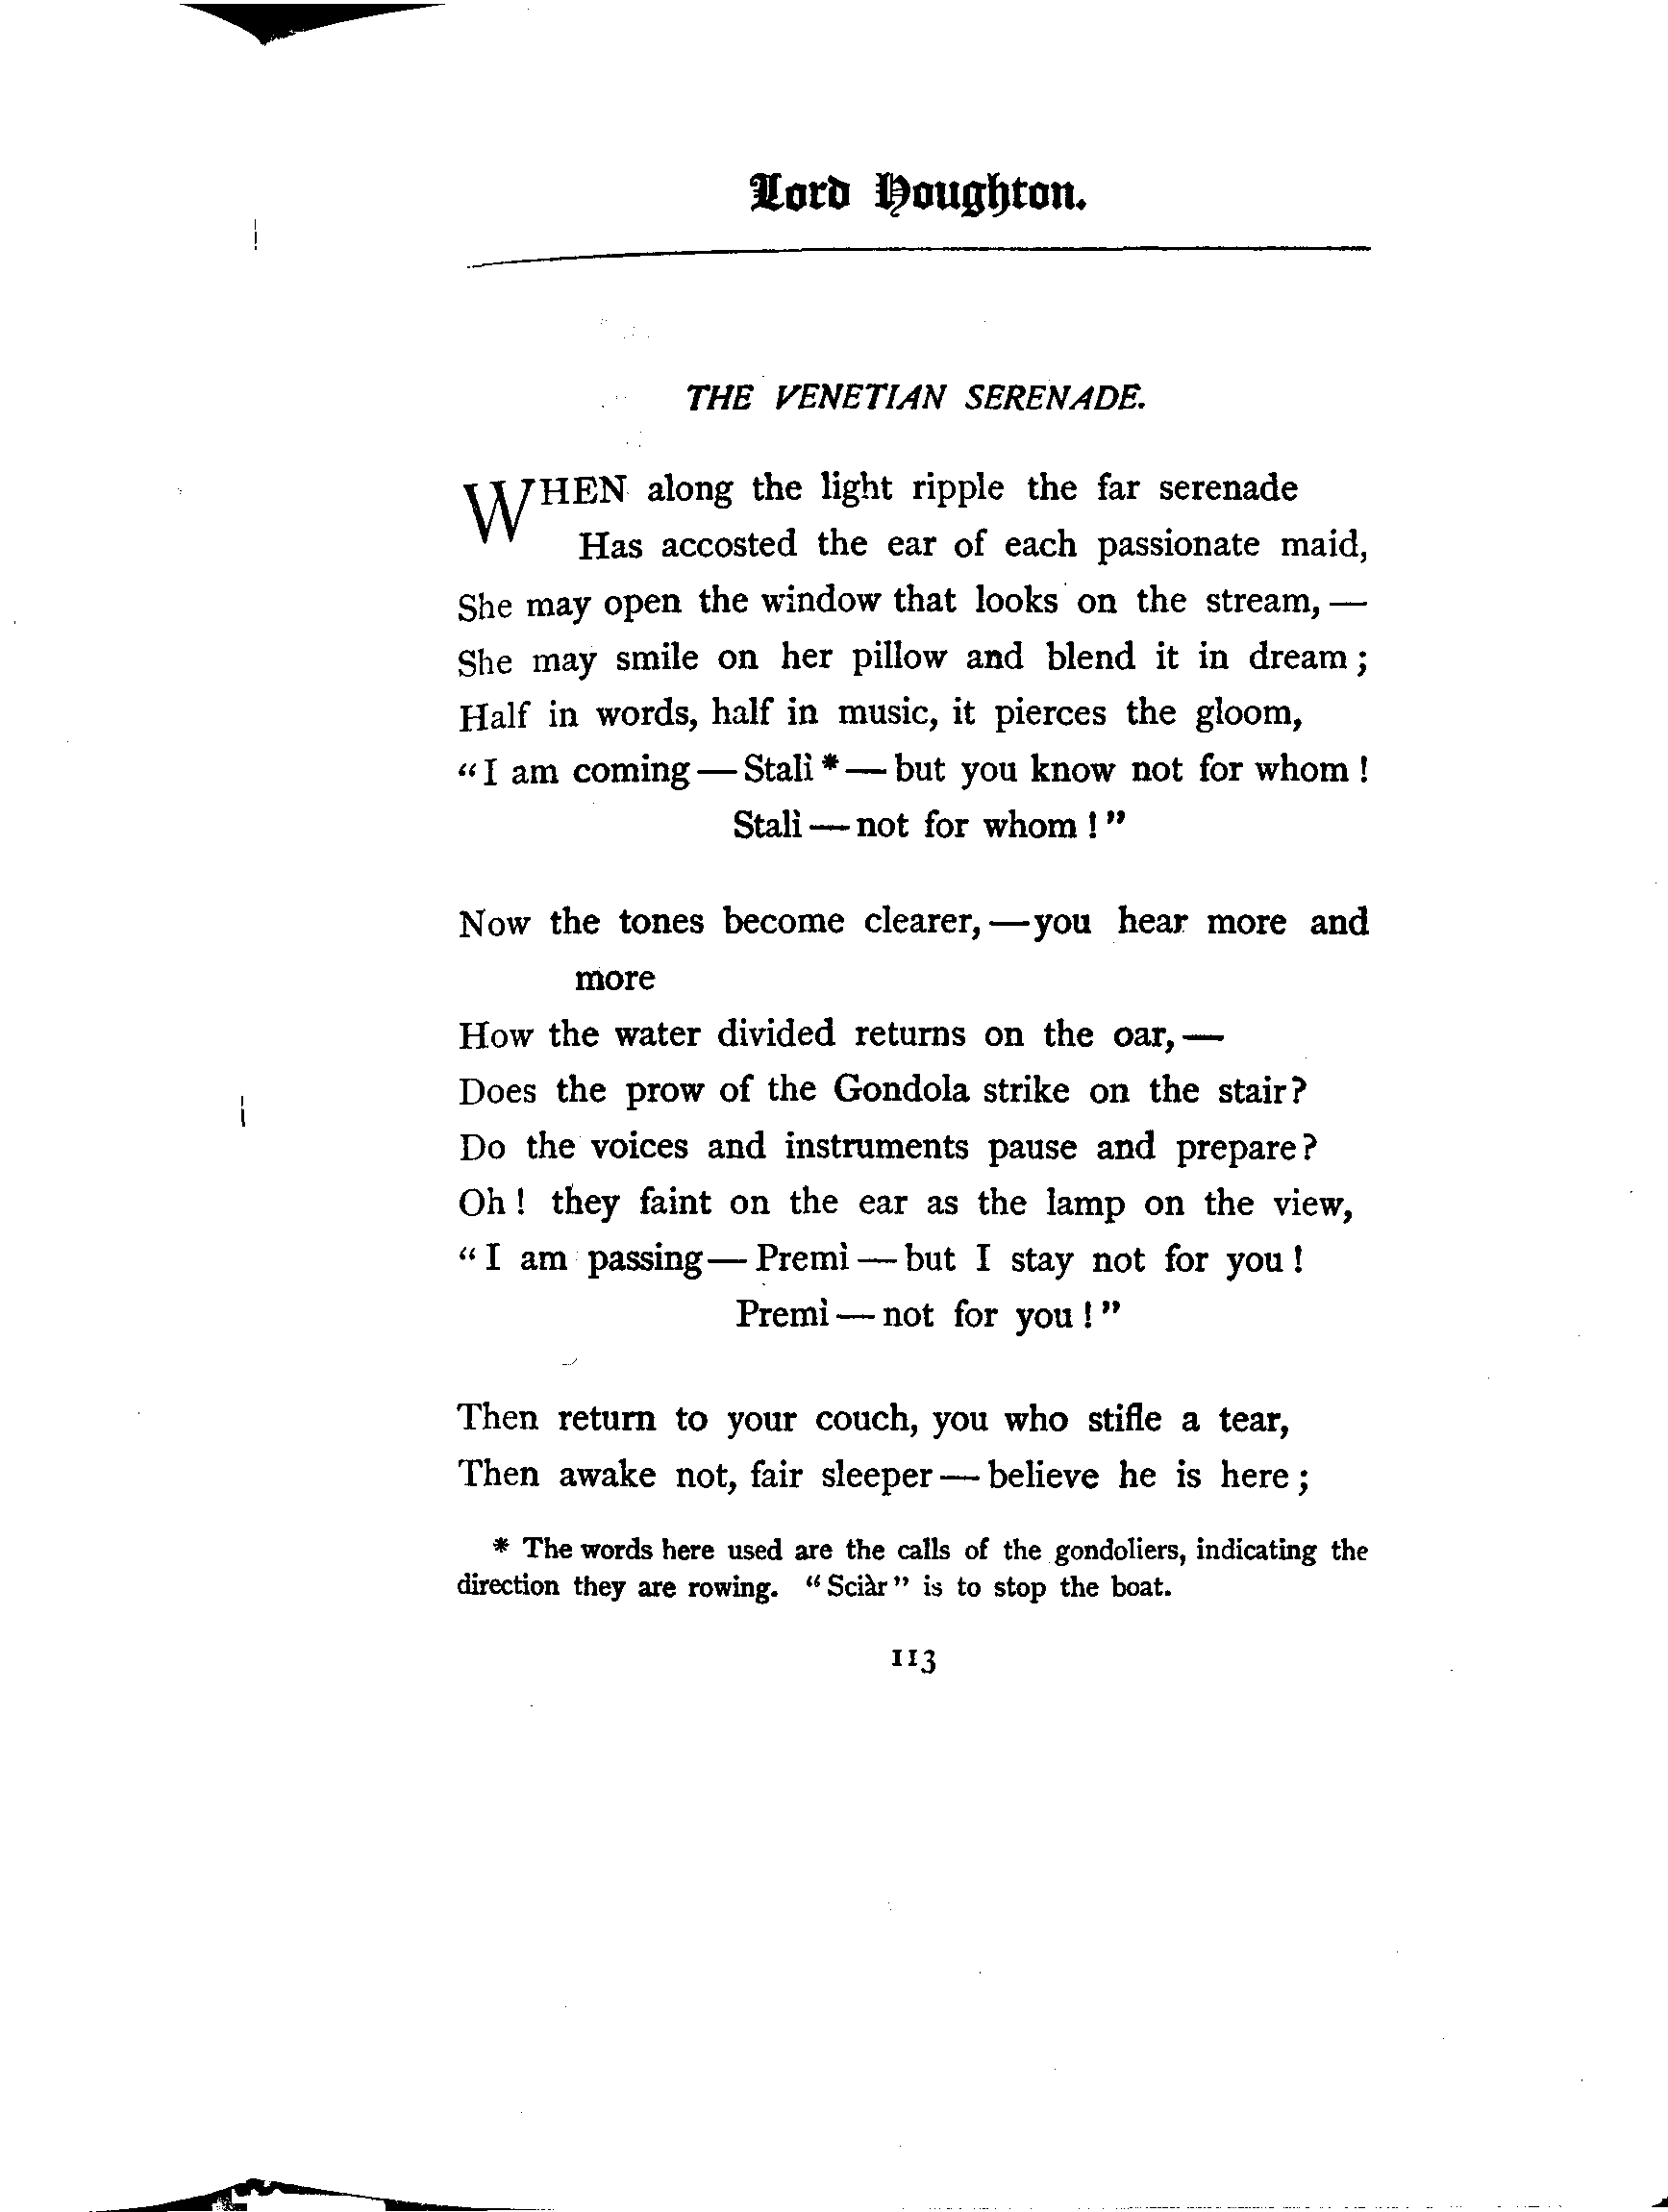 Lord Houghton.
THE VENETIAN SERENADE.
WHEN along the light ripple the far serenade
Has accosted the ear of each passionate maid,
She may open the window that looks on the stream,—
She may smile on her pillow and blend it in dream;
Half in words, half in music, it pierces the gloom,
“I am coming—Stalì*—but you know not for whom!
Stalì—not for whom!”
Now the tones become clearer,—you hear more and
more
How the water divided returns on the oar,—
Does the prow of the Gondola strike on the stair?
Do the voices and instruments pause and prepare?
Oh! they faint on the ear as the lamp on the view,
“I am passing—Premì—but I stay not for you!
Premì—not for you!”
Then return to your couch, you who stifle a tear,
Then awake not, fair sleeper—believe he is here;
* The words here used are the calls of the gondoliers, indicating the
direction they are rowing. “Sciàr” is to stop the boat.
113